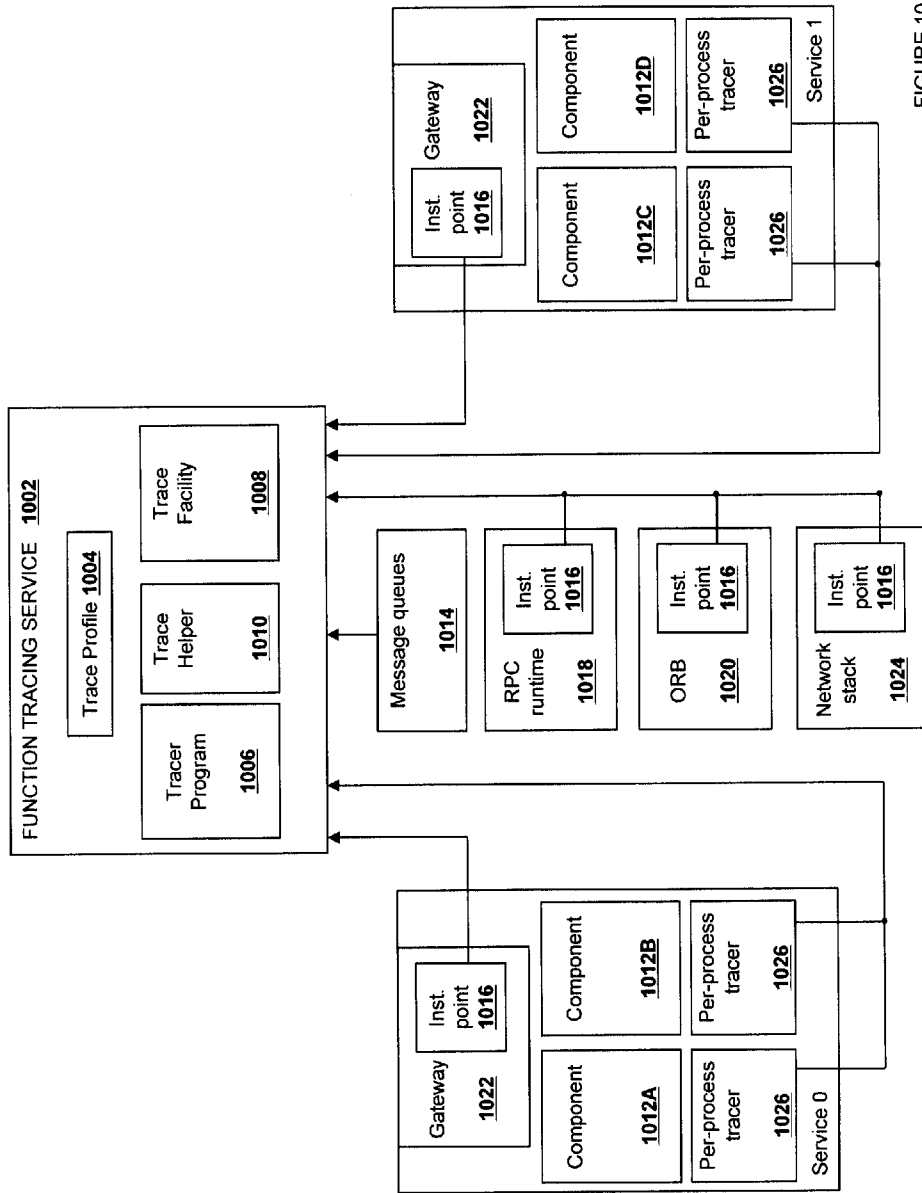 FUNCTION TRACING SERVICE 1002
Trace Profile 1004
Tracer
Program
1006
Trace
Helper
1010
Trace
Facility
1008
Gateway
1022
Inst.
point
1016
Component
1012A
Component
1012B
Per-process
tracer
1026
Per-process
tracer
1026
Service 0
Message queues
1014
RPC
runtime
1018
Inst.
point
1016
ORB
1020
Inst.
point
1016
Network
stack
1024
Inst.
point
1016
Inst.
point
1016
Gateway
1022
Component
1012C
Component
1012D
Per-process
tracer
1026
Per-process
tracer
1026
Service 1
FIGURE 10